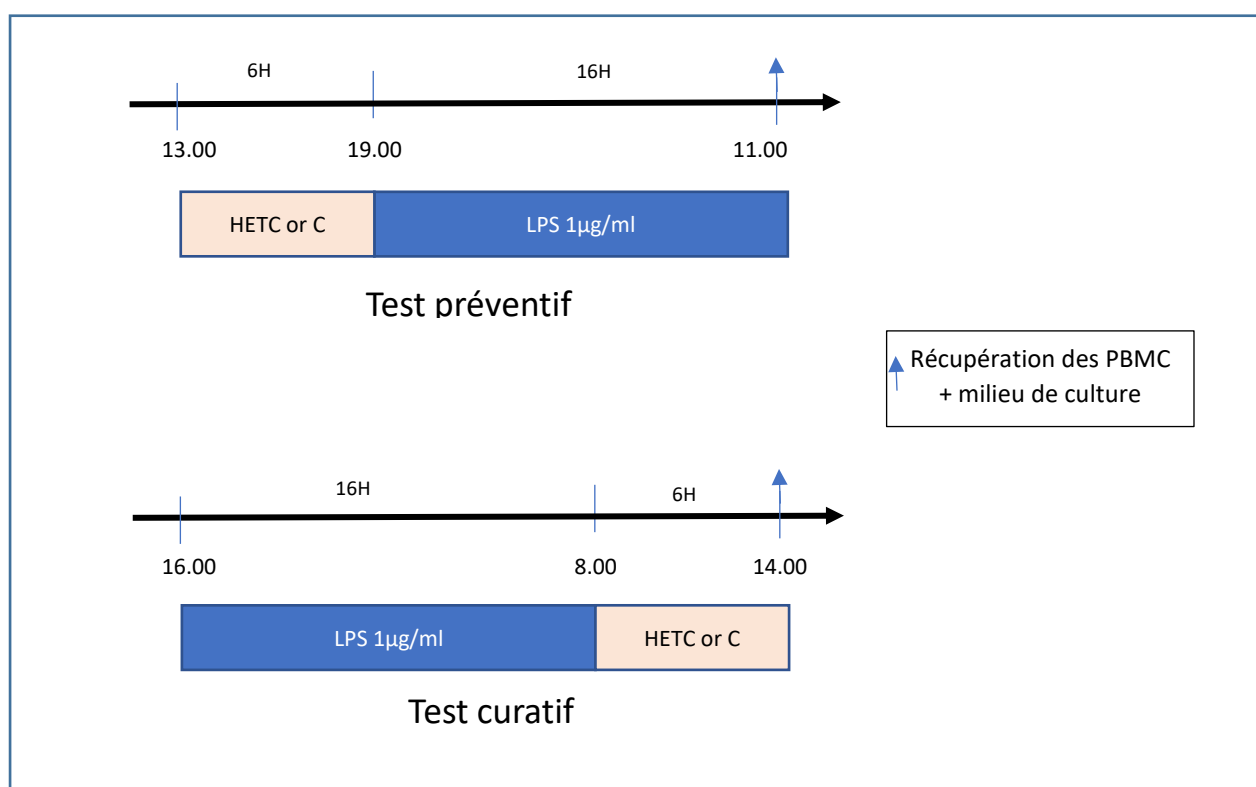 6H 16H
13.00 19.00 11.00
HETC or C LPS 1µg/ml
Test préventif
Récupération des PBMC
+ milieu de culture
16H 6H
16.00 8.00 14.00
LPS 1µg/ml HETC or C
Test curatif